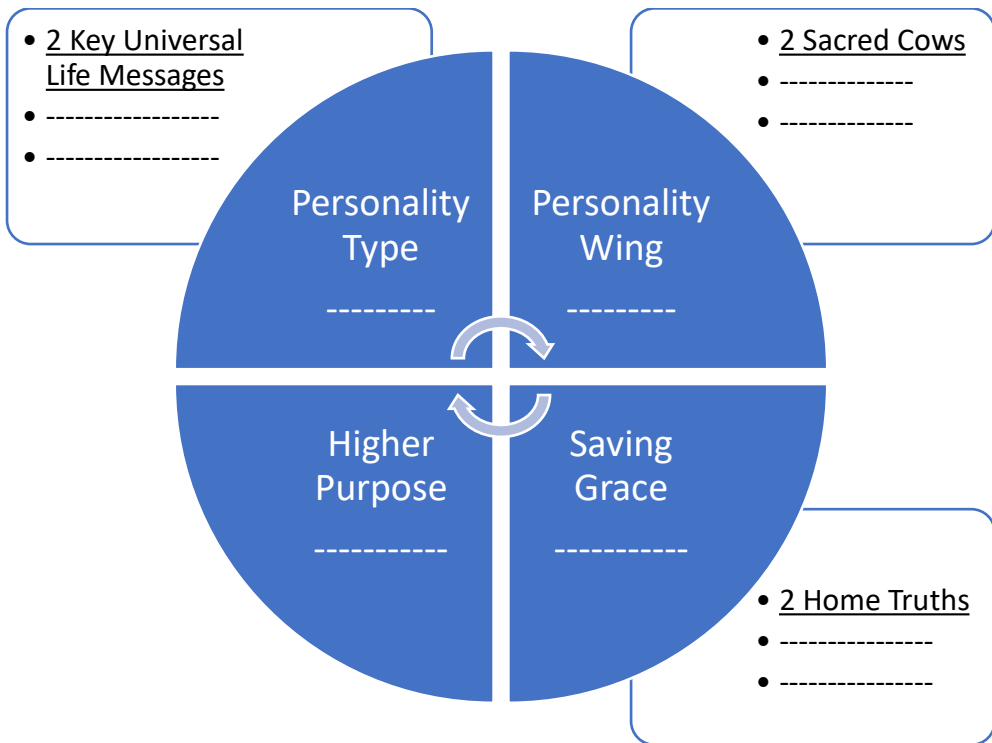 • 2 Key Universal
Life Messages
• -----------------
• -----------------
• 2 Sacred Cows
• -------------
• -------------
Personality
Type
---------
Personality
Wing
---------
Higher
Purpose
-----------
Saving
Grace
-----------
• 2 Home Truths
• ----------------
• ----------------